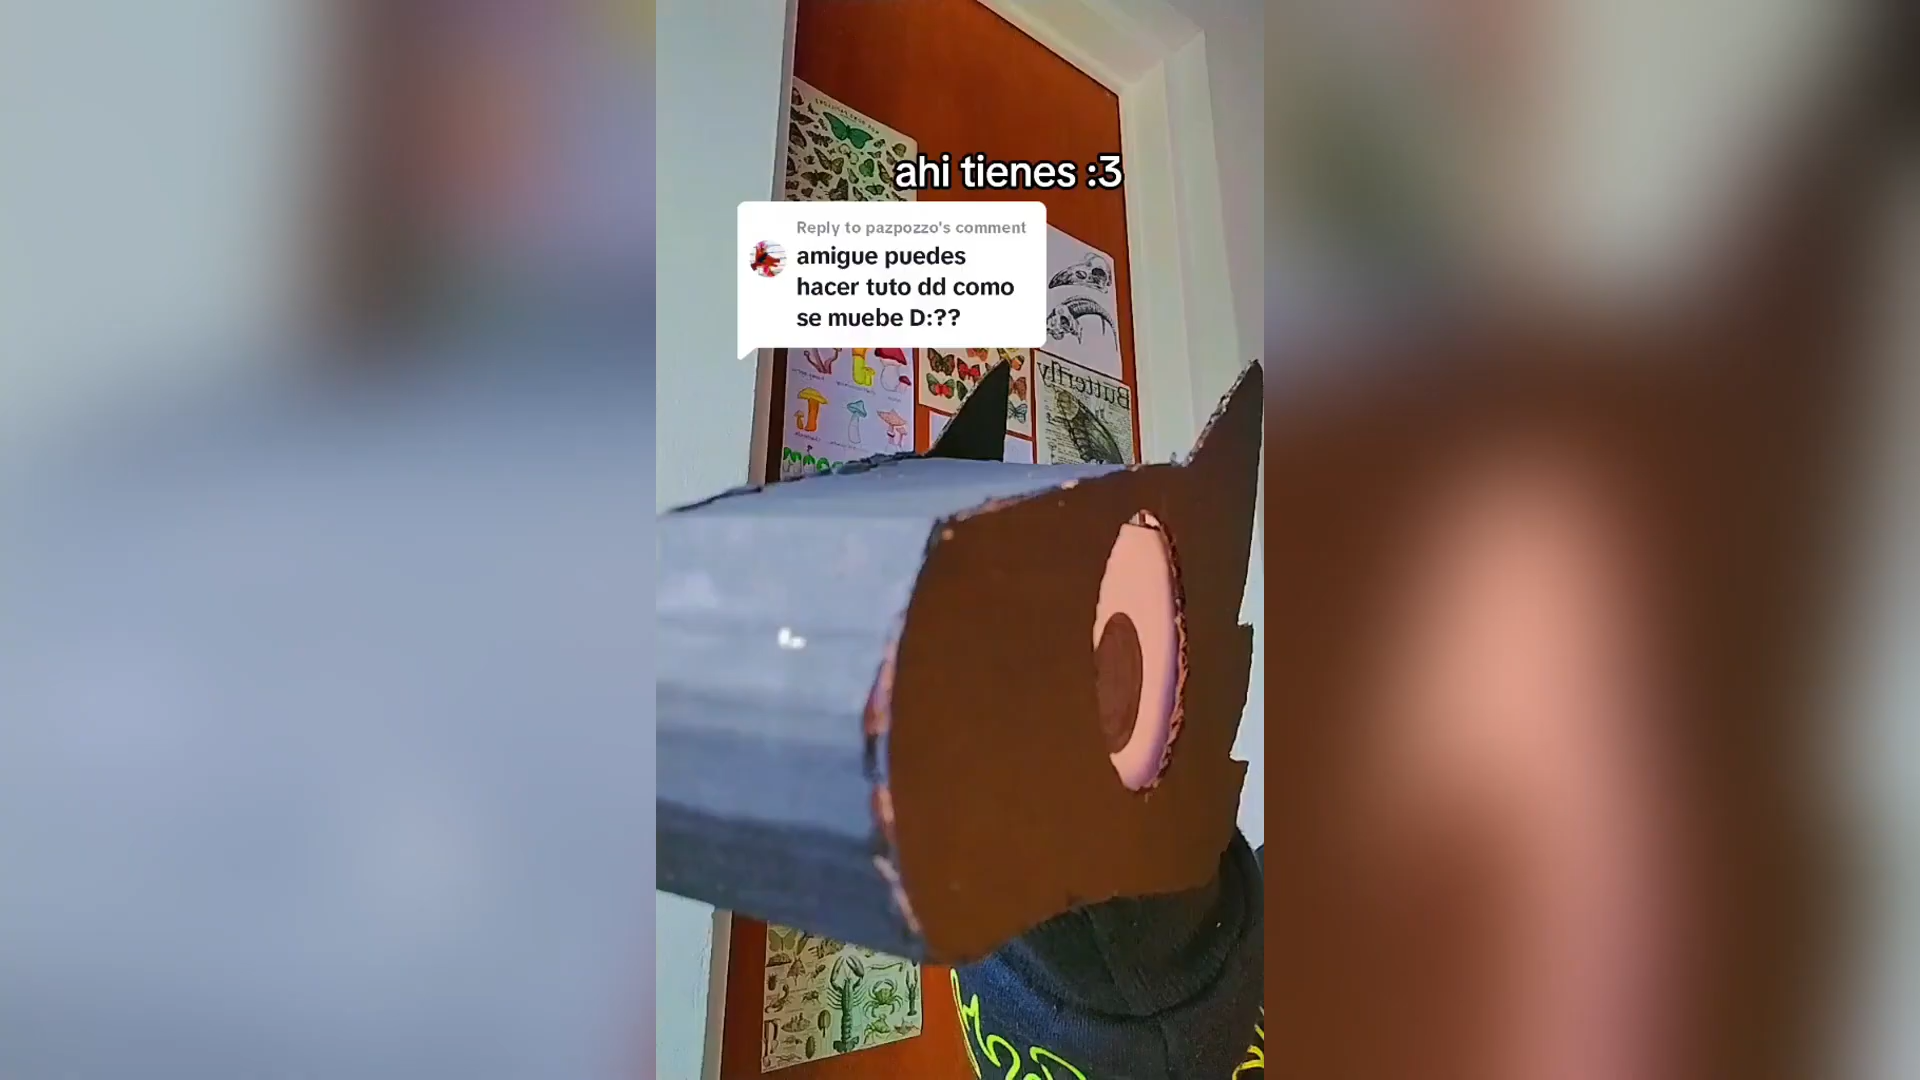 ahi tienes :3
Reply to pazpozzo's comment
amigue puedes
hacer tuto dd como
se muebe D:??
Butterfly